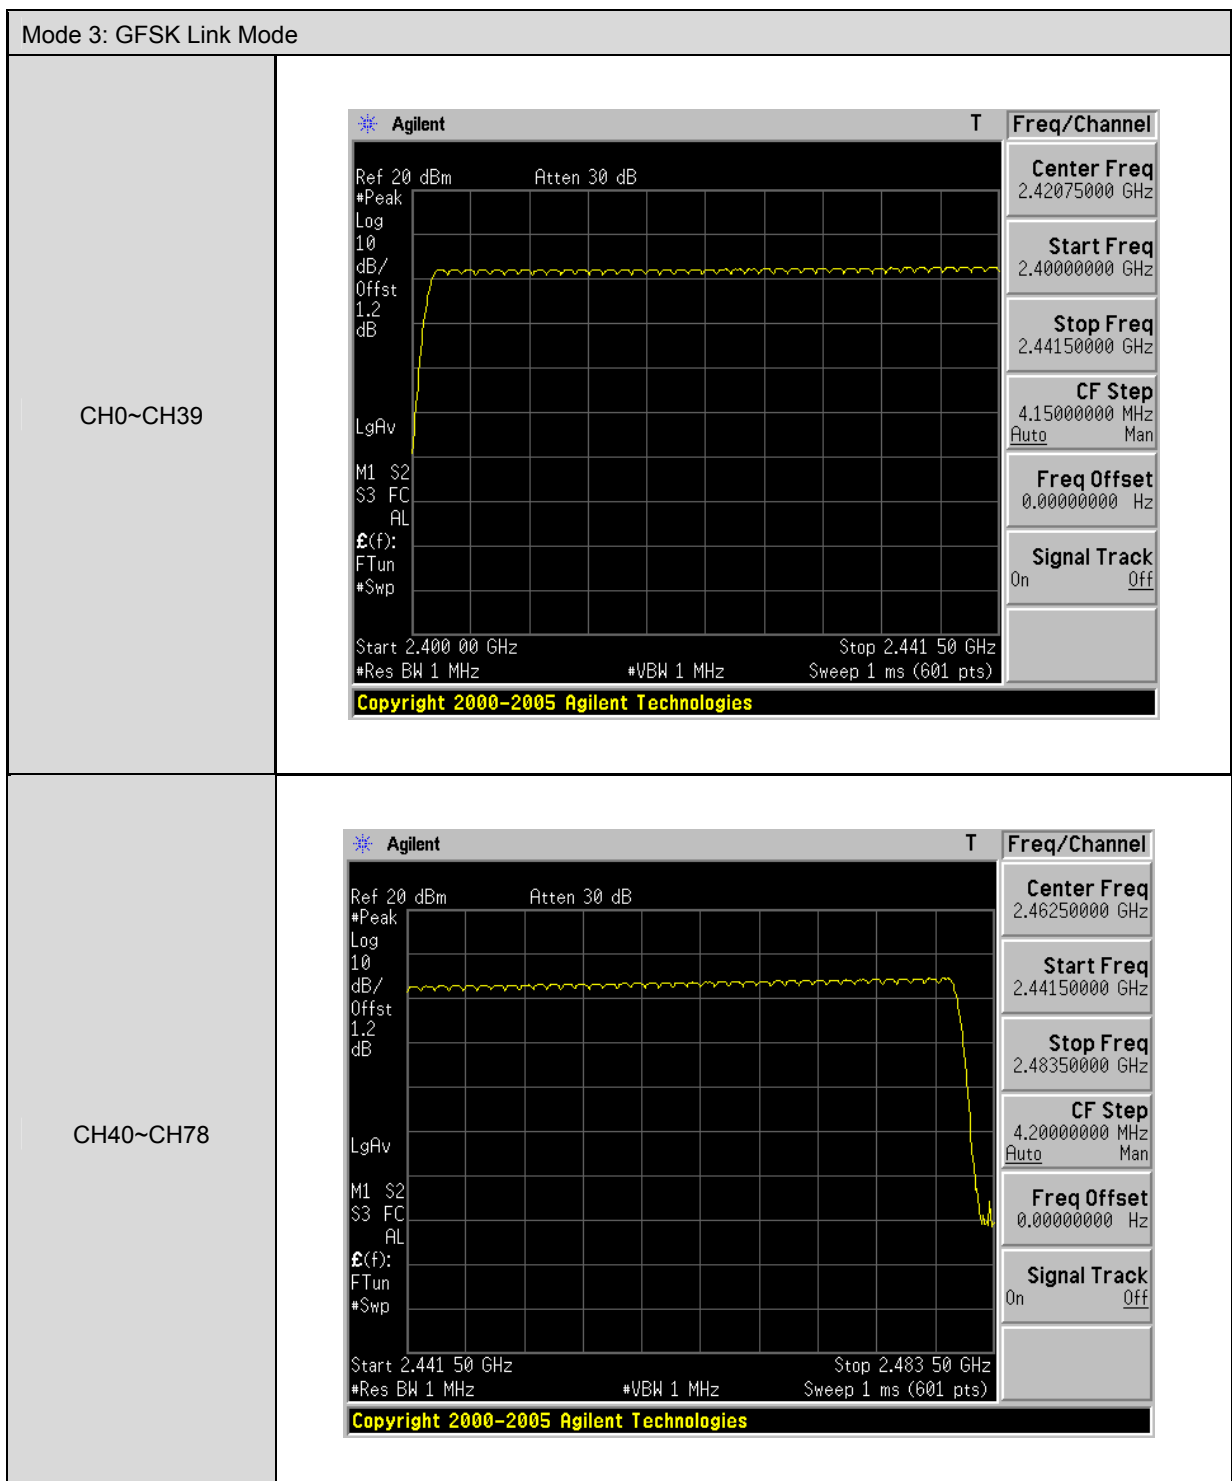 Mode 3: GFSK Link Mode
CH0~CH39
Agilent T Freq/Channel
Ref 20 dBm Atten 30 dB
#Peak
Log
10
dB/
Offst
1.2
dB
LgAv
M1 S2
S3 FC
AL
£(f):
FTun
#Swp
Start 2.400 00 GHz Stop 2.441 50 GHz
#Res BW 1 MHz #VBW 1 MHz Sweep 1 ms (601 pts)
Copyright 2000-2005 Agilent Technologies
Center Freq
2.42075000 GHz
Start Freq
2.40000000 GHz
Stop Freq
2.44150000 GHz
CF Step
4.15000000 MHz
Auto Man
Freq Offset
0.00000000 Hz
Signal Track
On Off
CH40~CH78
Agilent T Freq/Channel
Ref 20 dBm Atten 30 dB
#Peak
Log
10
dB/
Offst
1.2
dB
LgAv
M1 S2
S3 FC
AL
£(f):
FTun
#Swp
Start 2.441 50 GHz Stop 2.483 50 GHz
#Res BW 1 MHz #VBW 1 MHz Sweep 1 ms (601 pts)
Copyright 2000-2005 Agilent Technologies
Center Freq
2.46250000 GHz
Start Freq
2.44150000 GHz
Stop Freq
2.48350000 GHz
CF Step
4.20000000 MHz
Auto Man
Freq Offset
0.00000000 Hz
Signal Track
On Off